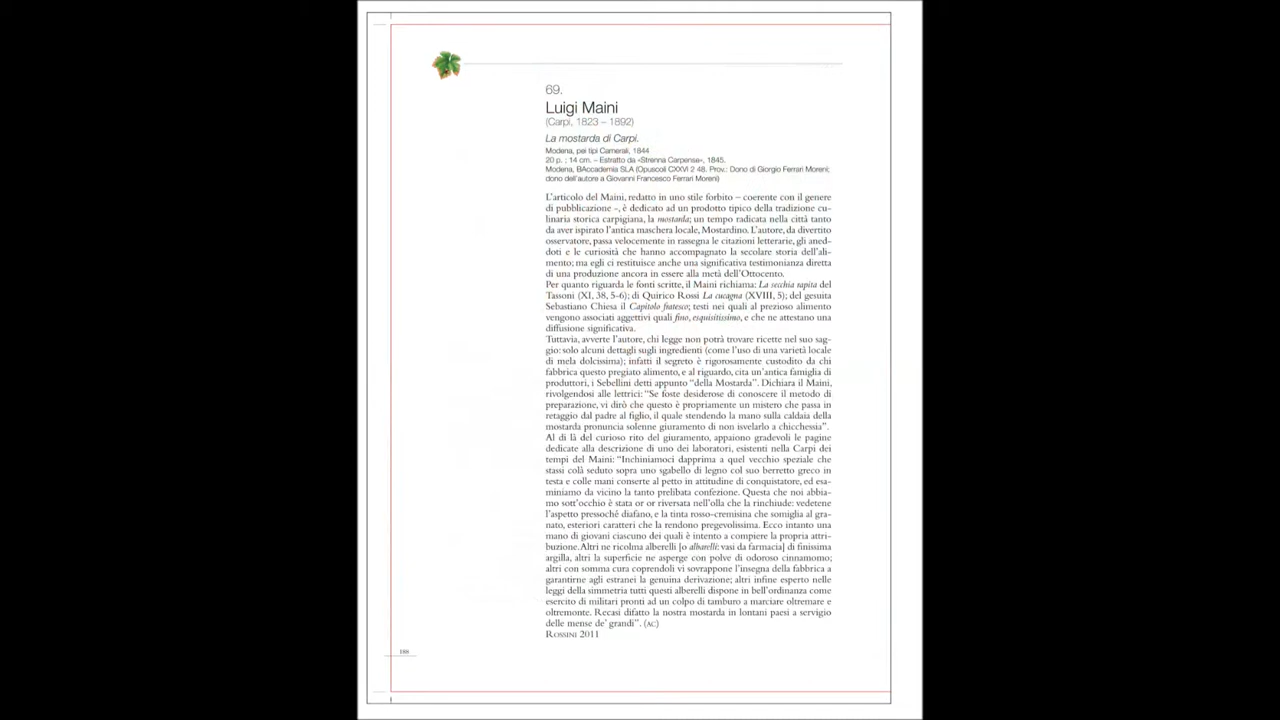 69.
Luigi Maini
(Carpi, 1823 – 1892)
La mostarda di Carpi.
Modena, pei tipi Camerali, 1844
20 p. ; 14 cm. – Estratto da «Strenna Carpense», 1845.
Modena, BAccademia SLA (Opuscoli CXXVI 2 48. Prov.: Dono di Giorgio Ferrari Moreni;
dono dell'autore a Giovanni Francesco Ferrari Moreni)
L'articolo del Maini, redatto in uno stile forbito – coerente con il genere
di pubblicazione -, è dedicato ad un prodotto tipico della tradizione cu-
linaria storica carpigiana, la mostarda; un tempo radicata nella città tanto
da aver ispirato l'antica maschera locale, Mostardino. L'autore, da divertito
osservatore, passa velocemente in rassegna le citazioni letterarie, gli aned-
doti e le curiosità che hanno accompagnato la secolare storia dell'ali-
mento; ma egli ci restituisce anche una significativa testimonianza diretta
di una produzione ancora in essere alla metà dell'Ottocento.
Per quanto riguarda le fonti scritte, il Maini richiama: La secchia rapita del
Tassoni (XI, 38, 5-6); di Quirico Rossi La cucagna (XVIII, 5); del gesuita
Sebastiano Chiesa il Capitolo fratesco; testi nei quali al prezioso alimento
vengono associati aggettivi quali fino, esquisitissimo, e che ne attestano una
diffusione significativa.
Tuttavia, avverte l'autore, chi legge non potrà trovare ricette nel suo sag-
gio: solo alcuni dettagli sugli ingredienti (come l'uso di una varietà locale
di mela dolcissima); infatti il segreto è rigorosamente custodito da chi
fabbrica questo pregiato alimento, e al riguardo, cita un'antica famiglia di
produttori, i Sebellini detti appunto "della Mostarda". Dichiara il Maini,
rivolgendosi alle lettrici: "Se foste desiderose di conoscere il metodo di
preparazione, vi dirò che questo è propriamente un mistero che passa in
retaggio dal padre al figlio, il quale stendendo la mano sulla caldaia della
mostarda pronuncia solenne giuramento di non isvelarlo a chicchessia".
Al di là del curioso rito del giuramento, appaiono gradevoli le pagine
dedicate alla descrizione di uno dei laboratori, esistenti nella Carpi dei
tempi del Maini: "Inchiniamoci dapprima a quel vecchio speziale che
stassi colà seduto sopra uno sgabello di legno col suo berretto greco in
testa e colle mani conserte al petto in attitudine di conquistatore, ed esa-
miniamo da vicino la tanto prelibata confezione. Questa che noi abbia-
mo sott'occhio è stata or or riversata nell'olla che la rinchiude: vedetene
l'aspetto pressoché diafano, e la tinta rosso-cremisina che somiglia al gra-
nato, esteriori caratteri che la rendono pregevolissima. Ecco intanto una
mano di giovani ciascuno dei quali è intento a compiere la propria attri-
buzione. Altri ne ricolma alberelli [o albarelli: vasi da farmacia] di finissima
argilla, altri la superficie ne asperge con polve di odoroso cinnamomo;
altri con somma cura coprendoli vi sovrappone l'insegna della fabbrica a
garantirne agli estranei la genuina derivazione; altri infine esperto nelle
leggi della simmetria tutti questi alberelli dispone in bell'ordinanza come
esercito di militari pronti ad un colpo di tamburo a marciare oltremare e
oltremonte. Recasi difatto la nostra mostarda in lontani paesi a servigio
delle mense de' grandi". (AC)
ROSSINI 2011
188